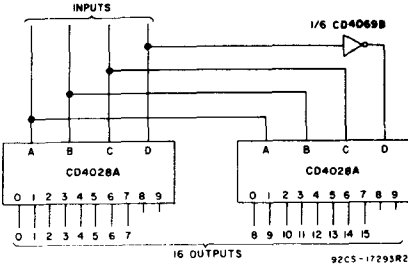 INPUTS
1/6 CD4069B
A B C D
A B C D
CD4028A
CD4028A
0 1 2 3 4 5 6 7 8 9
0 1 2 3 4 5 6 7 8 9
0 1 2 3 4 5 6 7
8 9 10 11 12 13 14 15
16 OUTPUTS
92CS-17293R2